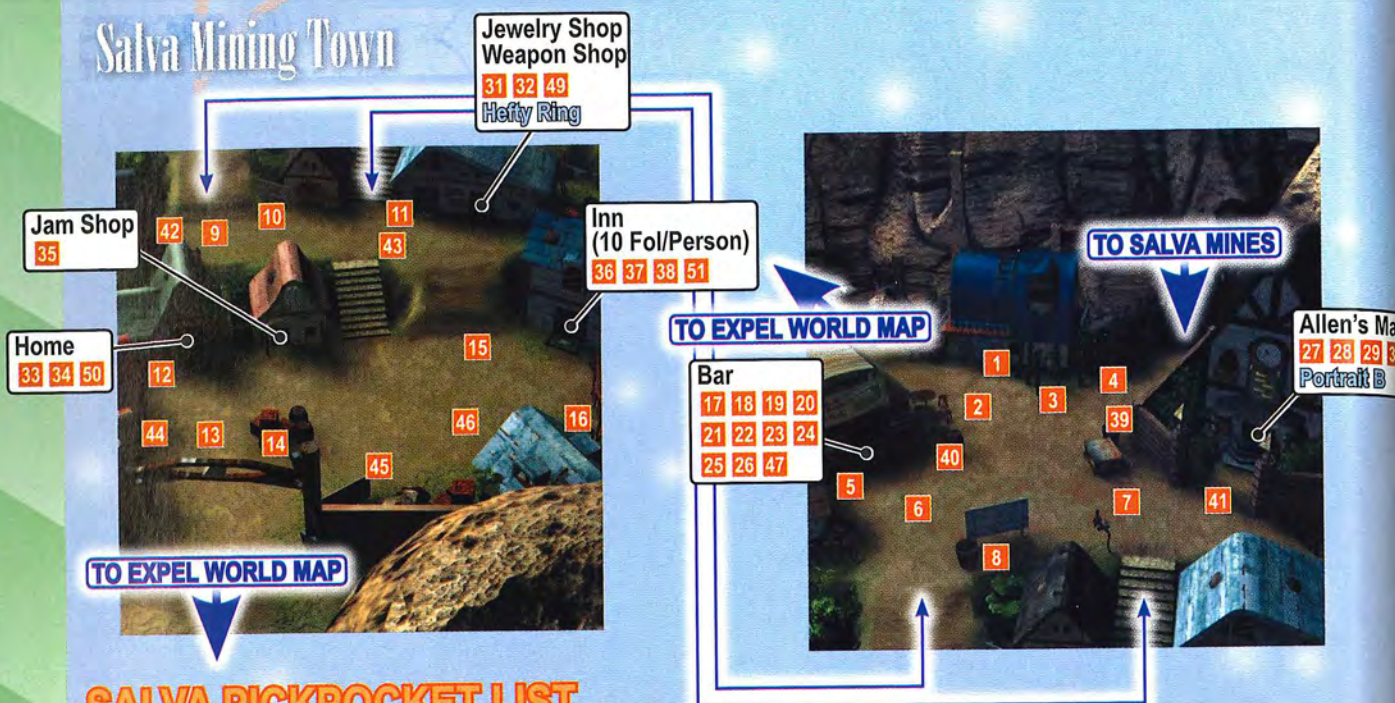 Salva Mining Town
Jewelry Shop
Weapon Shop
31 32 49
Hefty Ring
Jam Shop
35
Home
33 34 50
Inn
(10 Fol/Person)
36 37 38 51
42
9
10
11
43
12
15
44
13
14
46
16
45
TO EXPEL WORLD MAP
TO EXPEL WORLD MAP
TO SALVA MINES
Bar
17 18 19 20
21 22 23 24
25 26 47
Allen's
27 28 29
Portrait B
1
2
3
4
39
40
5
6
7
41
8
SALVA PICKPOCKET LIST